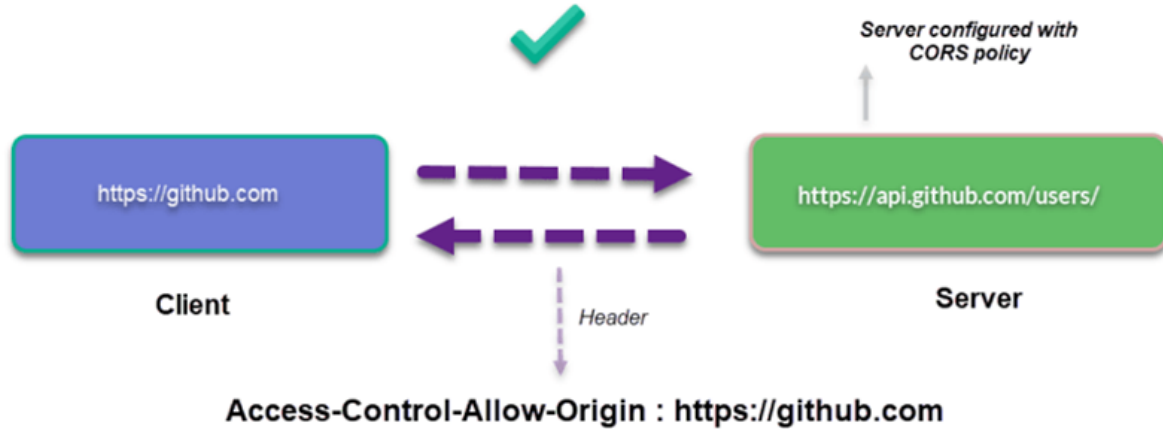 Server configured with
CORS policy
https://github.com
https://api.github.com/users/
Client
Server
Header
Access-Control-Allow-Origin : https://github.com